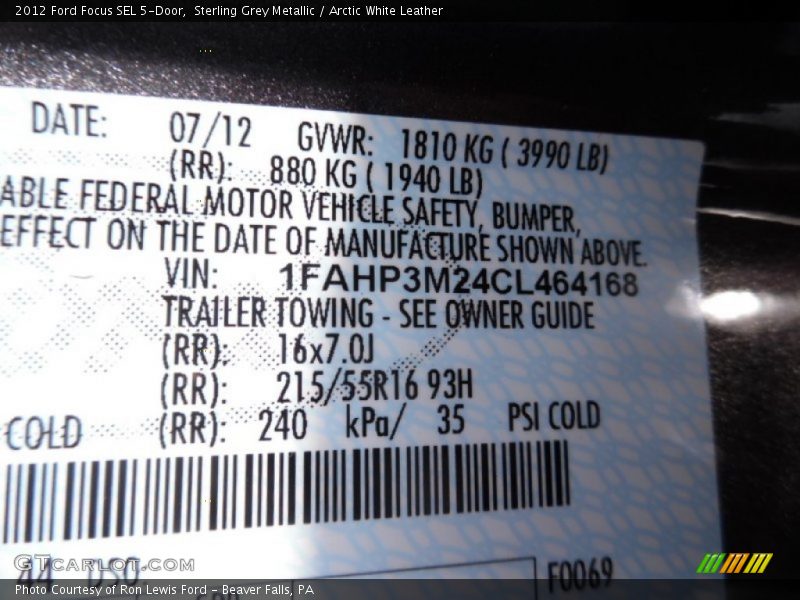 2012 Ford Focus SEL 5-Door,  Sterling Grey Metallic / Arctic White Leather
DATE: 07/12 GVWR: 1810 KG ( 3990 LB)
(RR): 880 KG ( 1940 LB)
ABLE FEDERAL MOTOR VEHICLE SAFETY, BUMPER,
EFFECT ON THE DATE OF MANUFACTURE SHOWN ABOVE.
VIN: 1FAHP3M24CL464168
TRAILER TOWING - SEE OWNER GUIDE
(RR): 16x7.0J
(RR): 215/55R16 93H
COLD (RR): 240 kPa/ 35 PSI COLD
GTCarLot.com
44 DSO: F0069
Photo Courtesy of Ron Lewis Ford - Beaver Falls, PA